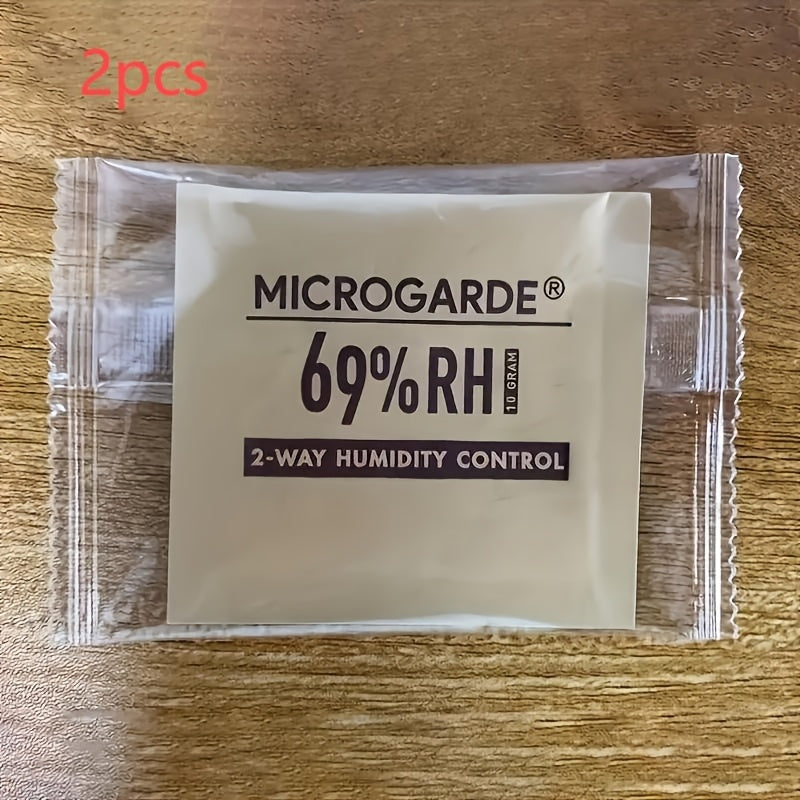 2pcs
MICROGARDE®
69%RH 10 GRAM
2-WAY HUMIDITY CONTROL